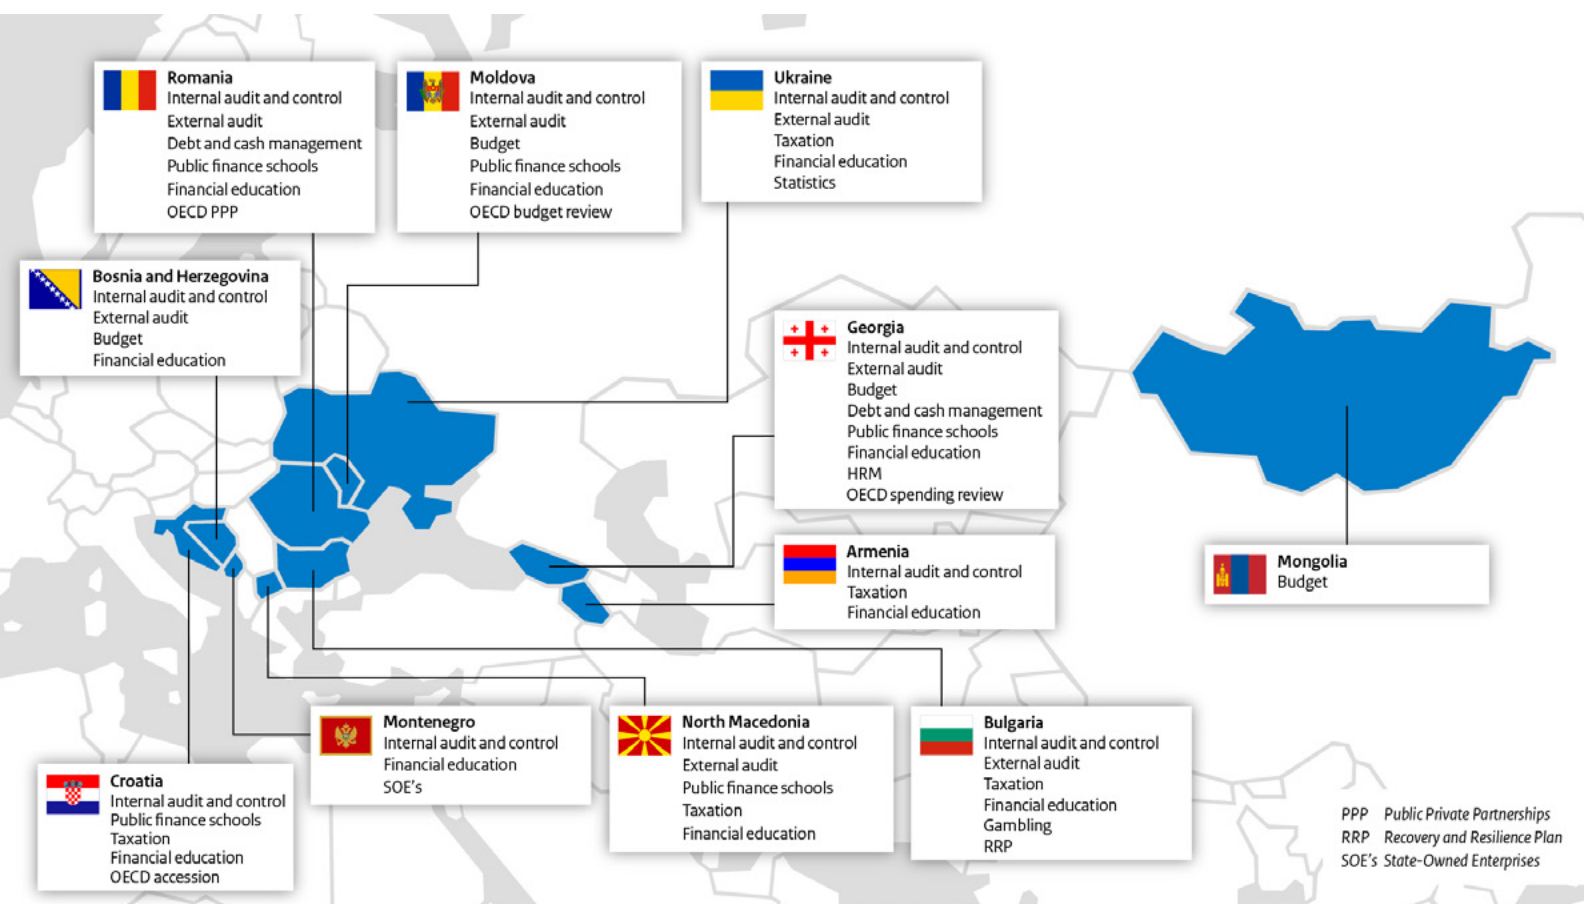 Romania
Internal audit and control
External audit
Debt and cash management
Public finance schools
Financial education
OECD PPP
Moldova
Internal audit and control
External audit
Budget
Public finance schools
Financial education
OECD budget review
Ukraine
Internal audit and control
External audit
Taxation
Financial education
Statistics
Bosnia and Herzegovina
Internal audit and control
External audit
Budget
Financial education
Georgia
Internal audit and control
External audit
Budget
Debt and cash management
Public finance schools
Financial education
HRM
OECD spending review
Armenia
Internal audit and control
Taxation
Financial education
Mongolia
Budget
Montenegro
Internal audit and control
Financial education
SOE's
North Macedonia
Internal audit and control
External audit
Public finance schools
Taxation
Financial education
Bulgaria
Internal audit and control
External audit
Taxation
Financial education
Gambling
RRP
Croatia
Internal audit and control
Public finance schools
Taxation
Financial education
OECD accession
PPP Public Private Partnerships
RRP Recovery and Resilience Plan
SOE's State-Owned Enterprises